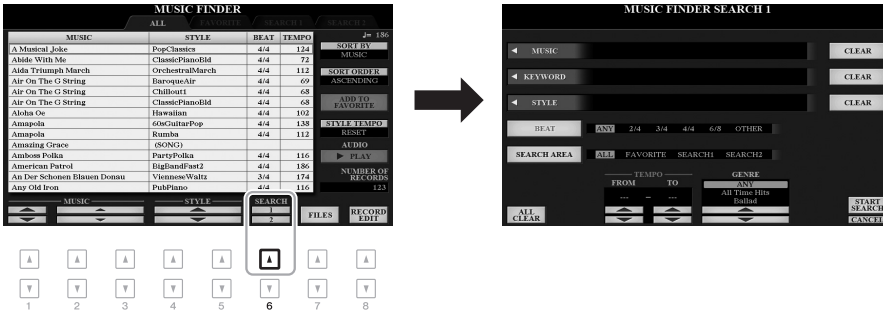 MUSIC FINDER
ALL FAVORITE SEARCH 1 SEARCH 2
♩= 186
MUSIC STYLE BEAT TEMPO
A Musical Joke PopClassics 4/4 124
Abide With Me ClassicPianoBld 4/4 72
Aida Triumph March OrchestralMarch 4/4 112
Air On The G String BaroqueAir 4/4 69
Air On The G String Chillout1 4/4 68
Air On The G String ClassicPianoBld 4/4 68
Aloha Oe Hawaiian 4/4 102
Amapola 60sGuitarPop 4/4 138
Amapola Rumba 4/4 112
Amazing Grace (SONG)
Amboss Polka PartyPolka 4/4 116
American Patrol BigBandFast2 4/4 186
An Der Schonen Blauen Donau VienneseWaltz 3/4 174
Any Old Iron PubPiano 4/4 116
SORT BY
MUSIC
SORT ORDER
ASCENDING
ADD TO
FAVORITE
STYLE TEMPO
RESET
AUDIO
PLAY
NUMBER OF
RECORDS
123
MUSIC STYLE SEARCH
1
2
FILES
RECORD
EDIT
1 2 3 4 5 6 7 8
MUSIC FINDER SEARCH 1
MUSIC CLEAR
KEYWORD CLEAR
STYLE CLEAR
BEAT ANY 2/4 3/4 4/4 6/8 OTHER
SEARCH AREA ALL FAVORITE SEARCH1 SEARCH2
TEMPO GENRE
FROM TO
--- – ---
ANY
All Time Hits
Ballad
ALL
CLEAR
START
SEARCH
CANCEL